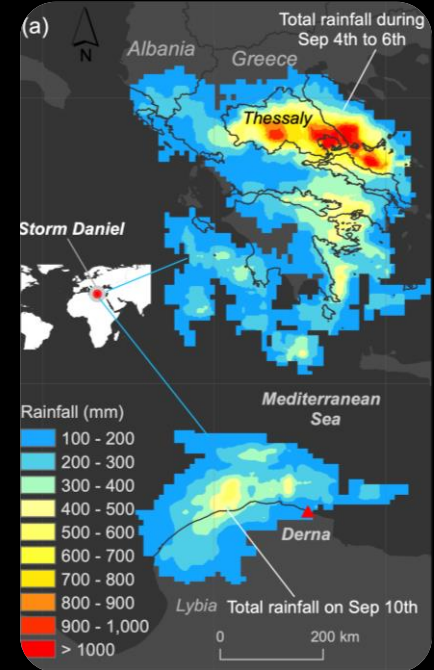 (a)
N
Albania
Greece
Total rainfall during
Sep 4th to 6th
Thessaly
Storm Daniel
Mediterranean
Sea
Rainfall (mm)
100 - 200
200 - 300
300 - 400
400 - 500
500 - 600
600 - 700
700 - 800
800 - 900
900 - 1,000
> 1000
Derna
Lybia
Total rainfall on Sep 10th
0 200 km